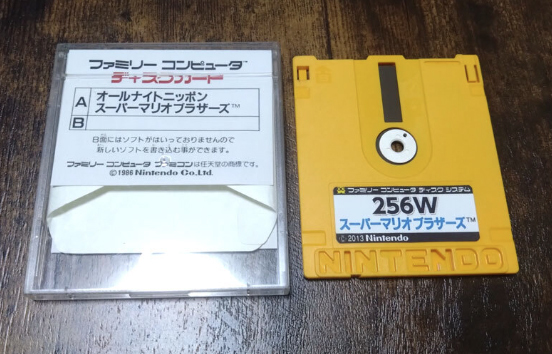 ファミリー コンピュータ™
ディスクカード
A オールナイトニッポン
スーパーマリオブラザーズ™
B
B面にはソフトがはいっておりませんので
新しいソフトを書き込む事ができます。
ファミリー コンピュータ ファミコンは任天堂の商標です。
©1986 Nintendo Co., Ltd.
ファミリー コンピュータ ディスク システム
256W
スーパーマリオブラザーズ™
©2013 Nintendo
NINTENDO